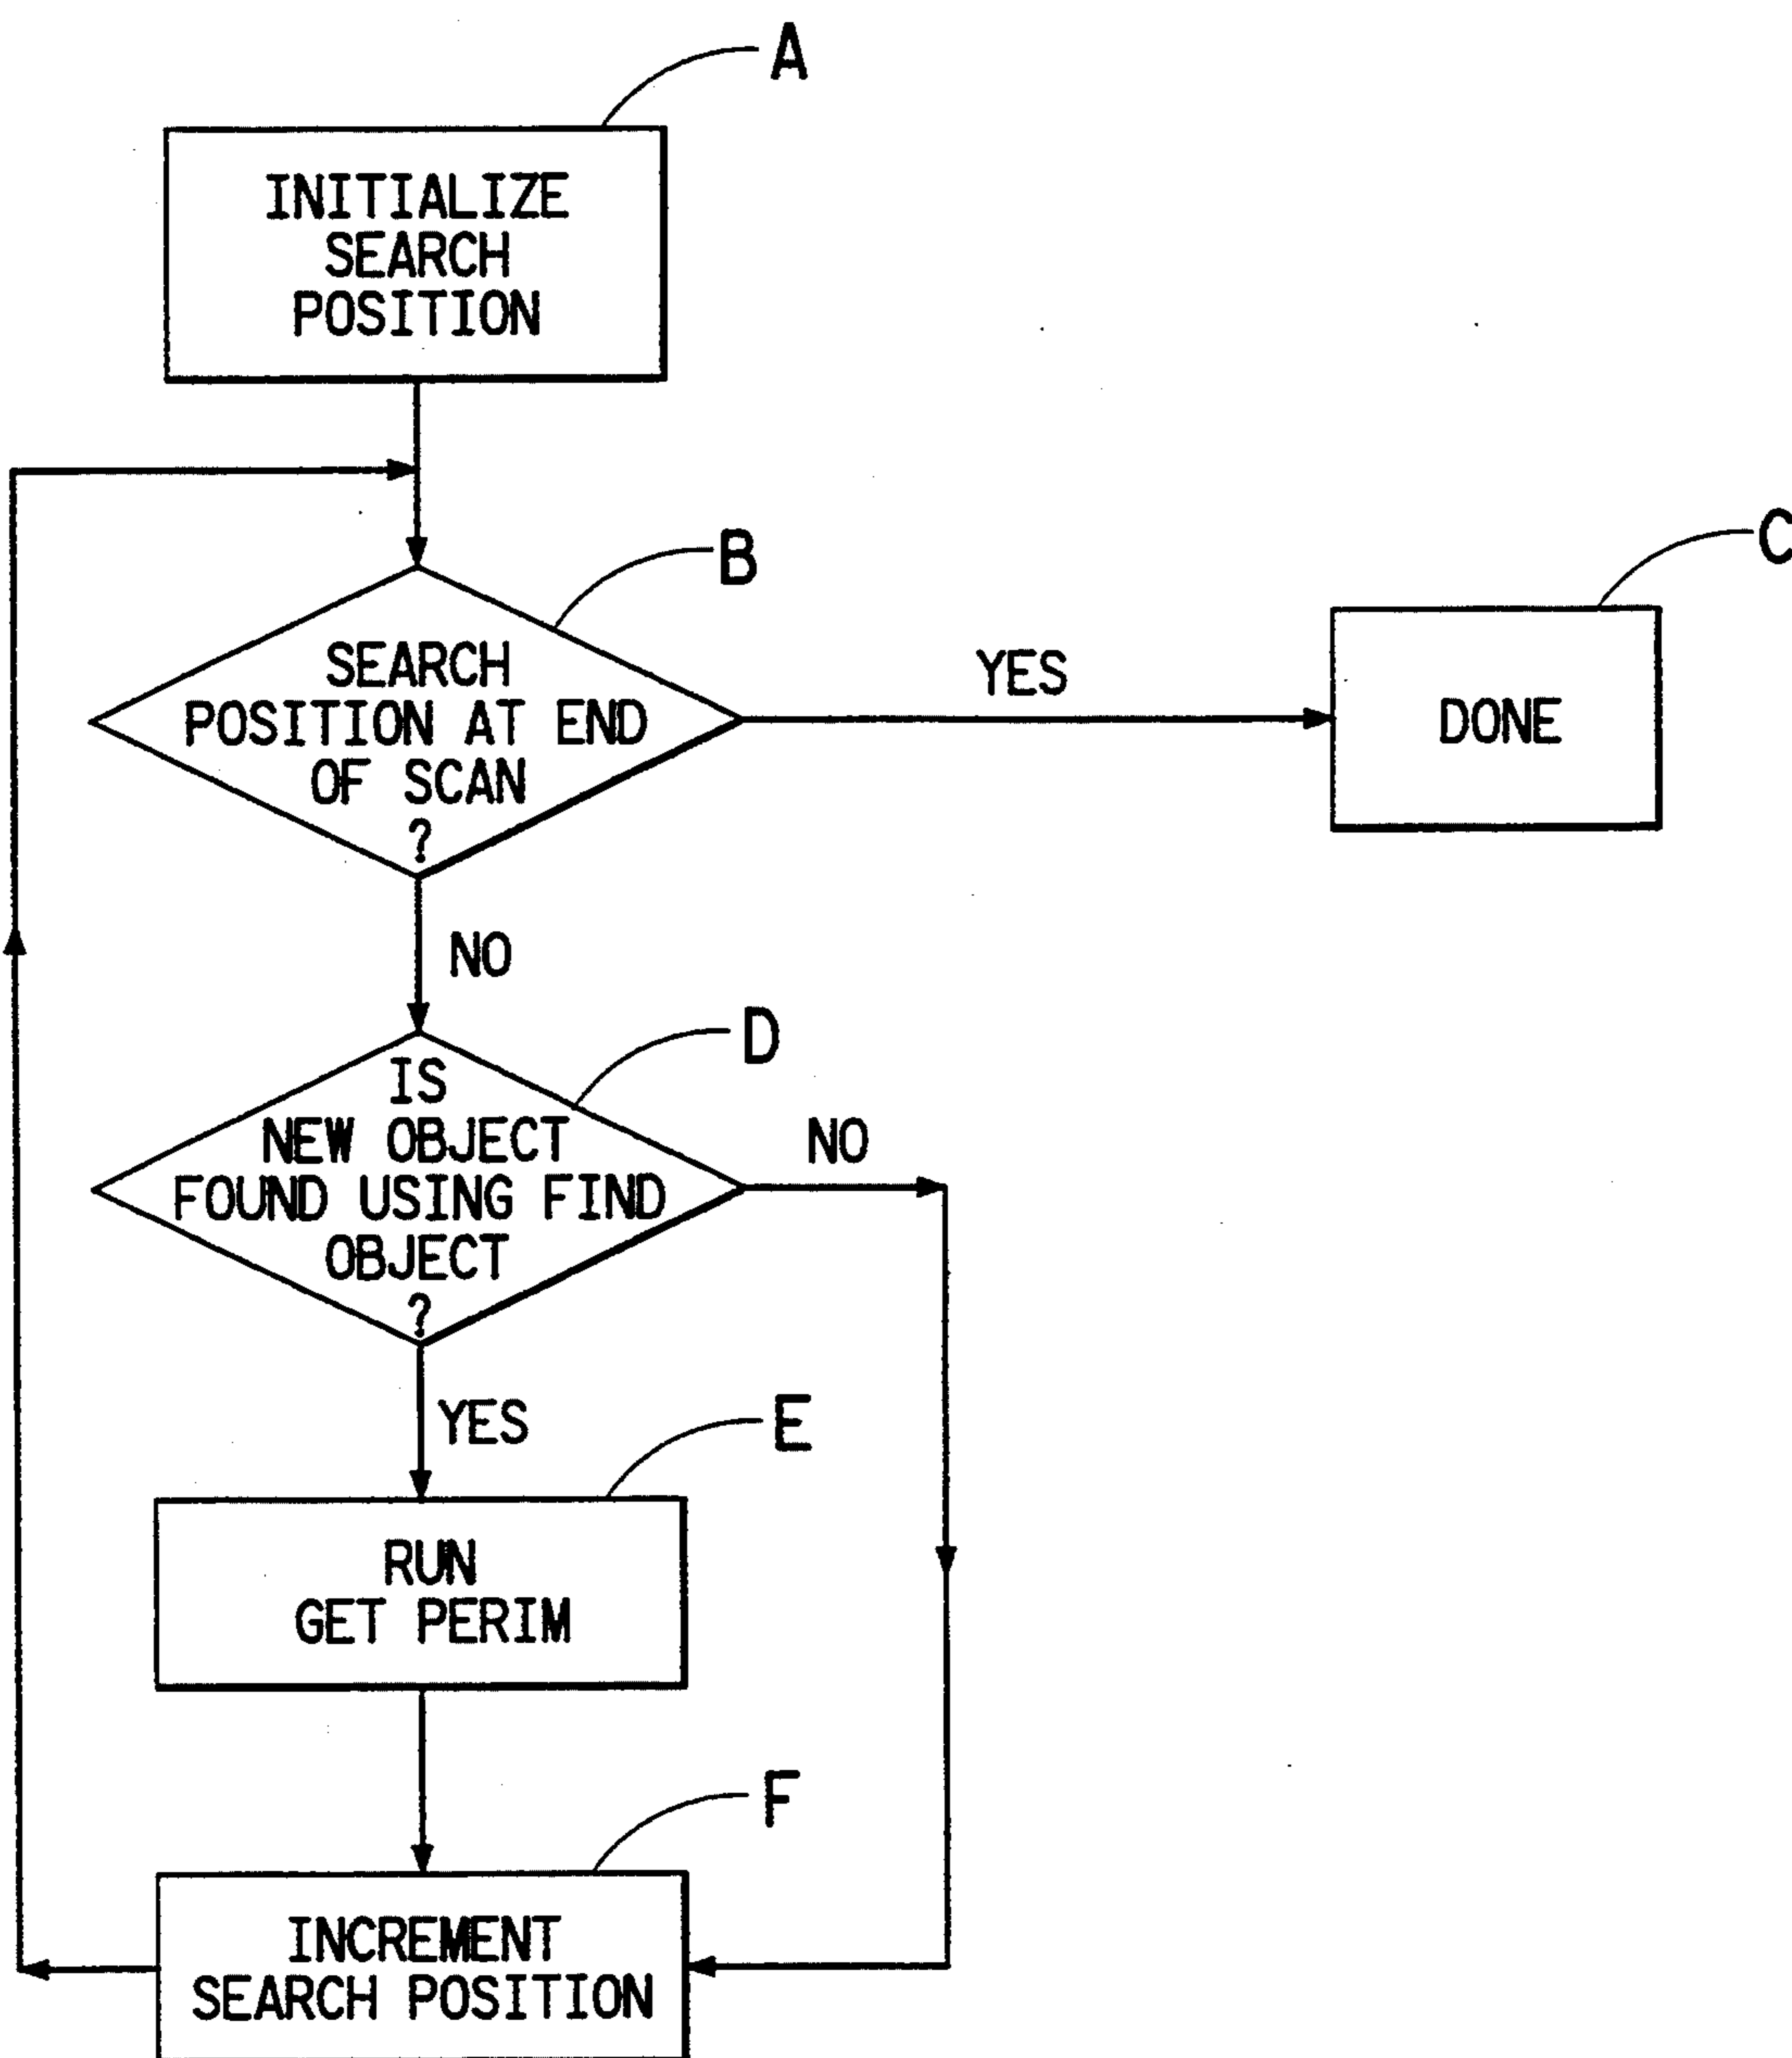 A
INITIALIZE
SEARCH
POSITION
B
SEARCH
POSITION AT END
OF SCAN
?
YES
C
DONE
NO
D
IS
NEW OBJECT
FOUND USING FIND
OBJECT
?
NO
YES
E
RUN
GET PERIM
F
INCREMENT
SEARCH POSITION